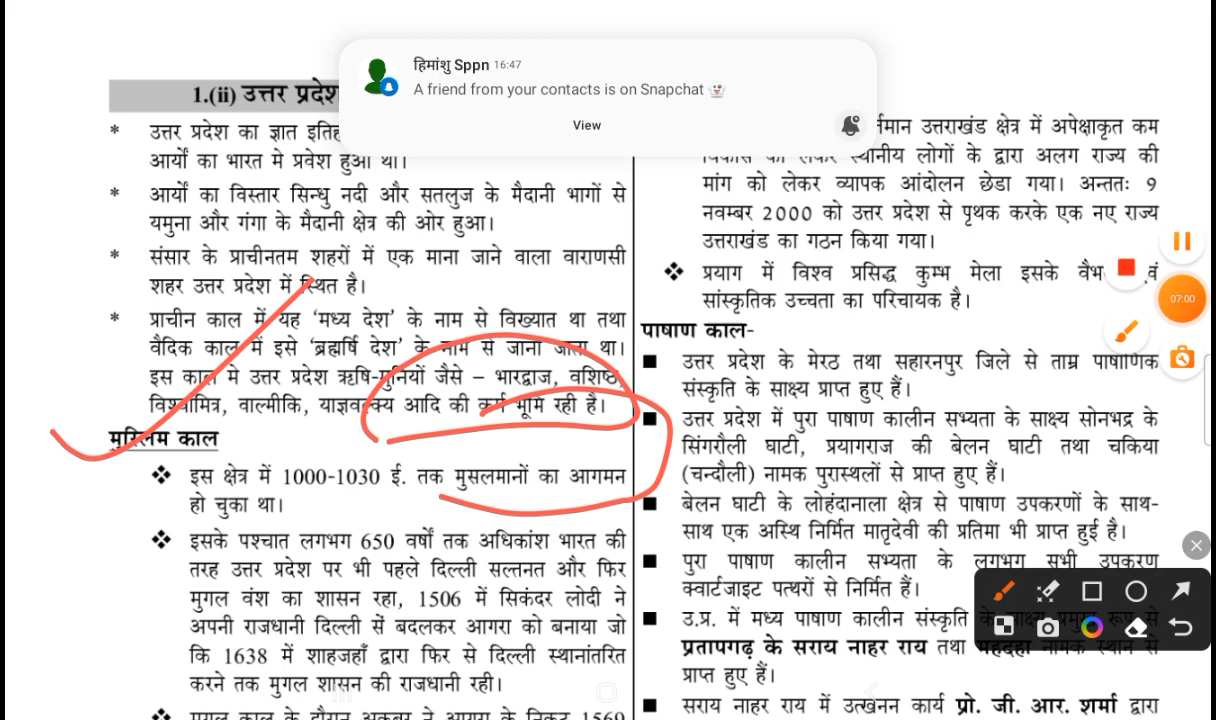 हिमांशु Sppn 16:47
A friend from your contacts is on Snapchat
View
1.(ii) उत्तर प्रदेश
* उत्तर प्रदेश का ज्ञात
आर्यों का भारत मे प्रवेश हुआ था।
* आर्यों का विस्तार सिन्धु नदी और सतलुज के मैदानी भागों से
यमुना और गंगा के मैदानी क्षेत्र की ओर हुआ।
* संसार के प्राचीनतम शहरों में एक माना जाने वाला वाराणसी
शहर उत्तर प्रदेश में स्थित है।
* प्राचीन काल में यह 'मध्य देश' के नाम से विख्यात था तथा
वैदिक काल में इसे 'ब्रह्मर्षि देश' के नाम से जाना जाता था।
इस काल मे उत्तर प्रदेश ऋषि-मुनियों जैसे – भारद्वाज, वशिष्ठ,
विश्वामित्र, वाल्मीकि, याज्ञवल्क्य आदि की कर्म भूमि रही है।
मुस्लिम काल
❖ इस क्षेत्र में 1000-1030 ई. तक मुसलमानों का आगमन
हो चुका था।
❖ इसके पश्चात लगभग 650 वर्षों तक अधिकांश भारत की
तरह उत्तर प्रदेश पर भी पहले दिल्ली सल्तनत और फिर
मुगल वंश का शासन रहा, 1506 में सिकंदर लोदी ने
अपनी राजधानी दिल्ली सें बदलकर आगरा को बनाया जो
कि 1638 में शाहजहाँ द्वारा फिर से दिल्ली स्थानांतरित
करने तक मुगल शासन की राजधानी रही।
❖ मुगल काल के दौरान अकबर ने आगरा के निकट 1569
उत्तराखंड क्षेत्र में अपेक्षाकृत कम
स्थानीय लोगों के द्वारा अलग राज्य की
मांग को लेकर व्यापक आंदोलन छेडा गया। अन्ततः 9
नवम्बर 2000 को उत्तर प्रदेश से पृथक करके एक नए राज्य
उत्तराखंड का गठन किया गया।
❖ प्रयाग में विश्व प्रसिद्ध कुम्भ मेला इसके
सांस्कृतिक उच्चता का परिचायक है।
पाषाण काल-
■ उत्तर प्रदेश के मेरठ तथा सहारनपुर जिले से ताम्र पाषाणिक
संस्कृति के साक्ष्य प्राप्त हुए हैं।
■ उत्तर प्रदेश में पुरा पाषाण कालीन सभ्यता के साक्ष्य सोनभद्र के
सिंगरौली घाटी, प्रयागराज की बेलन घाटी तथा चकिया
(चन्दौली) नामक पुरास्थलों से प्राप्त हुए हैं।
■ बेलन घाटी के लोहंदानाला क्षेत्र से पाषाण उपकरणों के साथ-
साथ एक अस्थि निर्मित मातृदेवी की प्रतिमा भी प्राप्त हुई है।
■ पुरा पाषाण कालीन सभ्यता के लगभग सभी उपकरण
क्वार्टजाइट पत्थरों से निर्मित हैं।
■ उ.प्र. में मध्य पाषाण कालीन संस्कृति के साक्ष्य प्रमुख रूप से
प्रतापगढ़ के सराय नाहर राय तथा महदहा नामक स्थान से
प्राप्त हुए हैं।
■ सराय नाहर राय में उत्खनन कार्य प्रो. जी. आर. शर्मा द्वारा
07:00